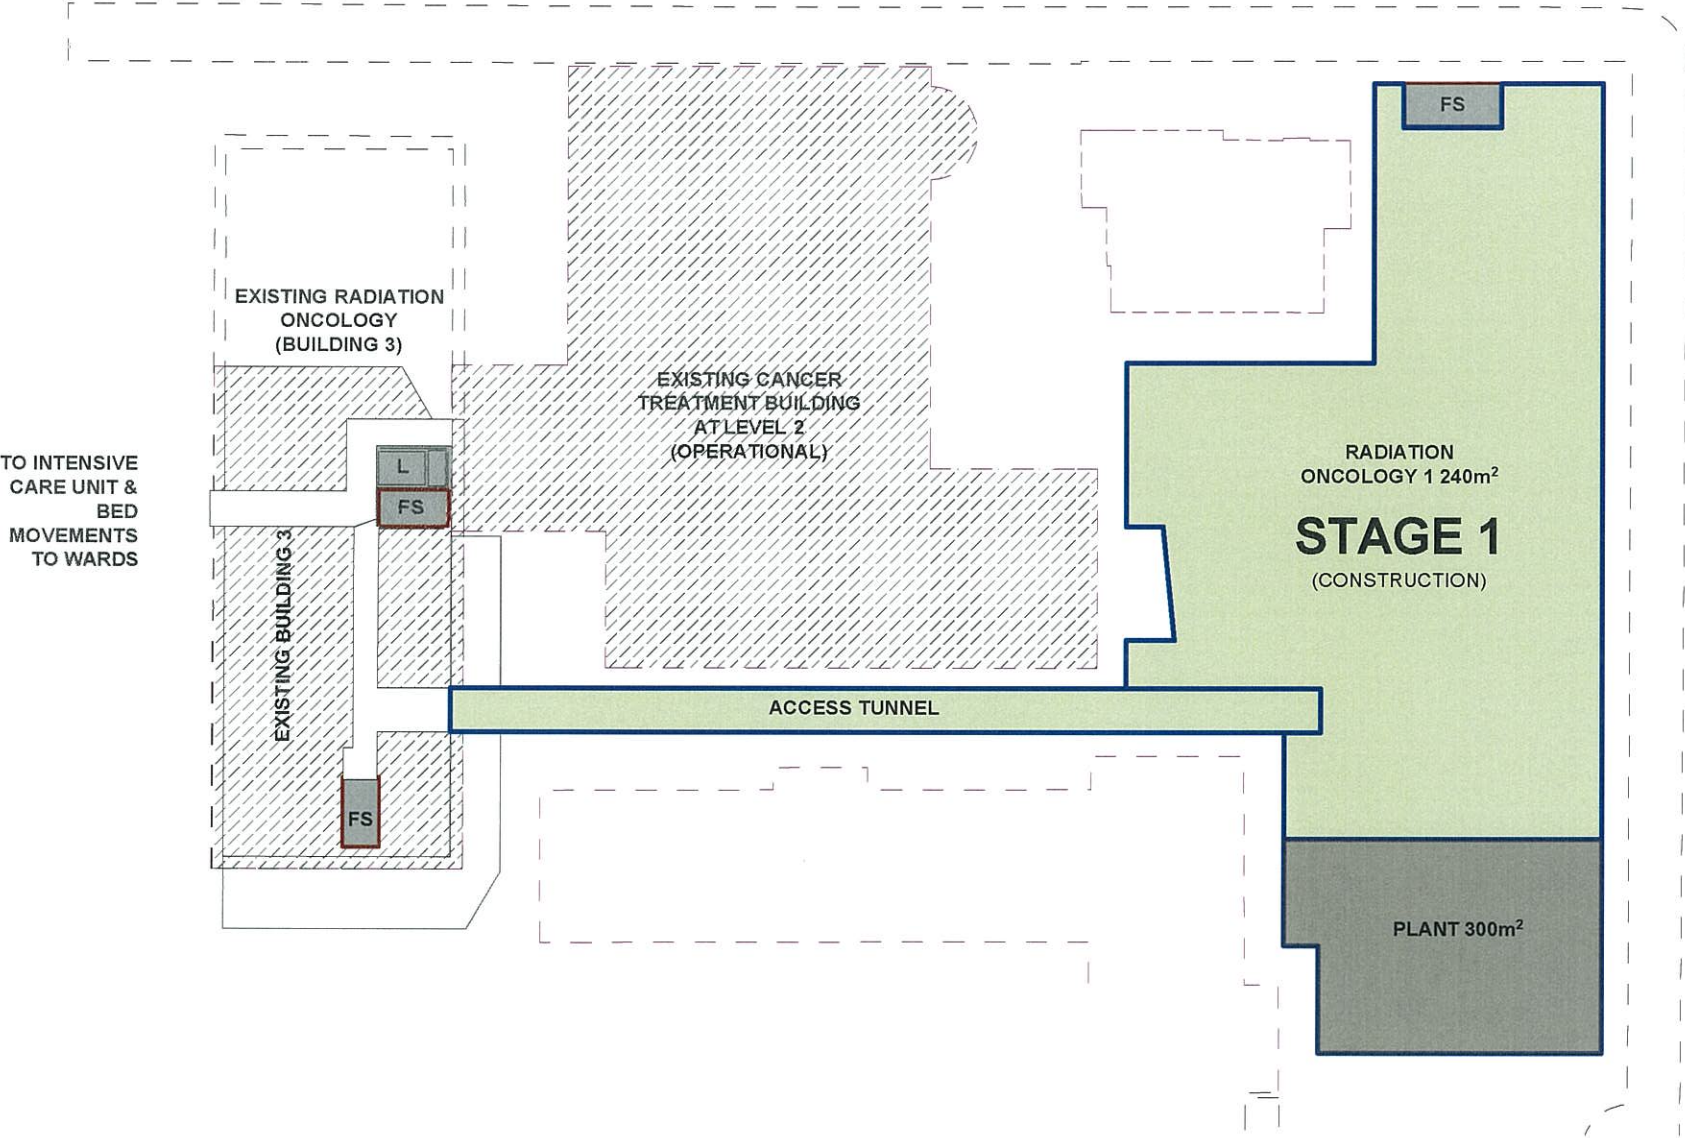 FS
EXISTING RADIATION
ONCOLOGY
(BUILDING 3)
EXISTING CANCER
TREATMENT BUILDING
AT LEVEL 2
(OPERATIONAL)
TO INTENSIVE
CARE UNIT &
BED
MOVEMENTS
TO WARDS
L
FS
RADIATION
ONCOLOGY 1 240m²
STAGE 1
(CONSTRUCTION)
EXISTING BUILDING 3
ACCESS TUNNEL
FS
PLANT 300m²